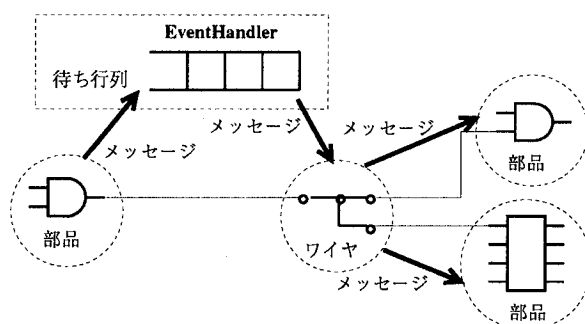 EventHandler
待ち行列
メッセージ
メッセージ
メッセージ
部品
部品
ワイヤ
メッセージ
部品